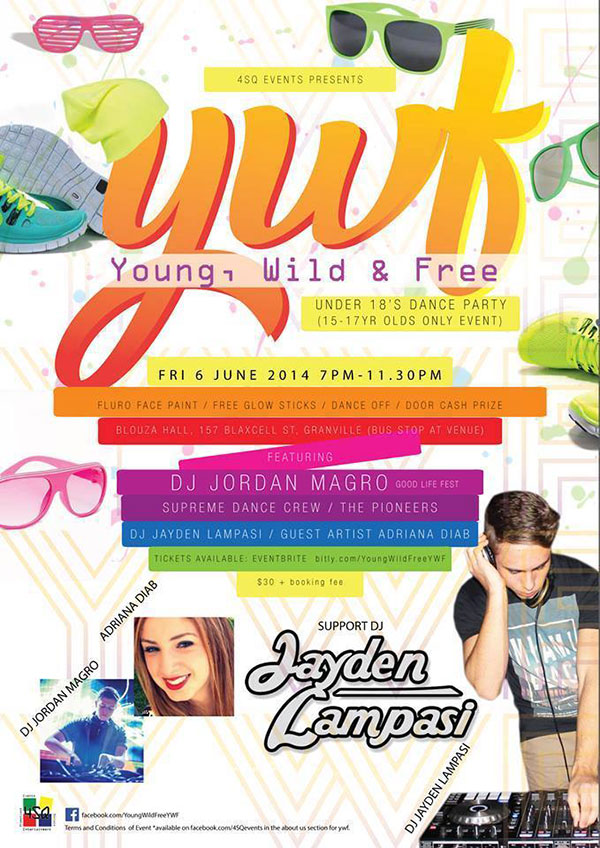 4SQ EVENTS PRESENTS
ywf
Young, Wild & Free
UNDER 18'S DANCE PARTY
(15-17YR OLDS ONLY EVENT)
FRI 6 JUNE 2014 7PM-11.30PM
FLURO FACE PAINT / FREE GLOW STICKS / DANCE OFF / DOOR CASH PRIZE
BLOUZA HALL, 157 BLAXCELL ST, GRANVILLE (BUS STOP AT VENUE)
FEATURING
DJ JORDAN MAGRO GOOD LIFE FEST
SUPREME DANCE CREW / THE PIONEERS
DJ JAYDEN LAMPASI / GUEST ARTIST ADRIANA DIAB
TICKETS AVAILABLE: EVENTBRITE bitly.com/YoungWildFreeYWF
$30 + booking fee
ADRIANA DIAB
DJ JORDAN MAGRO
SUPPORT DJ
Jayden
Lampasi
DJ JAYDEN LAMPASI
Events
4SQ
Entertainment
facebook.com/YoungWildFreeYWF
Terms and Conditions of Event *available on facebook.com/4SQevents in the about us section for ywf.